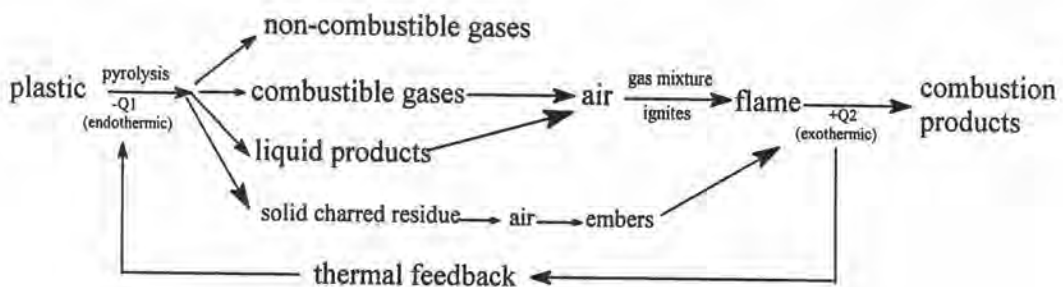 non-combustible gases
plastic
pyrolysis
-Q1
(endothermic)
combustible gases
air
gas mixture
ignites
flame
+Q2
(exothermic)
combustion
products
liquid products
solid charred residue
air
embers
thermal feedback